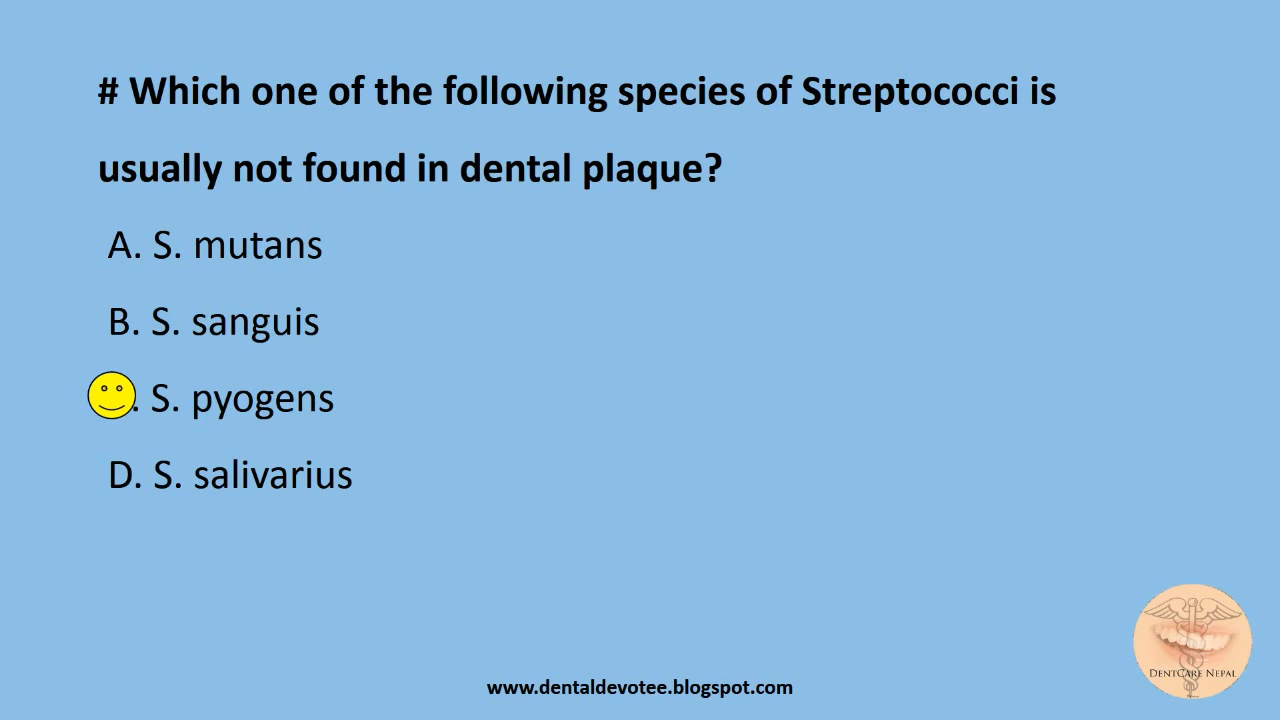 # Which one of the following species of Streptococci is
usually not found in dental plaque?
A. S. mutans
B. S. sanguis
. S. pyogens
D. S. salivarius
DentCare Nepal
www.dentaldevotee.blogspot.com